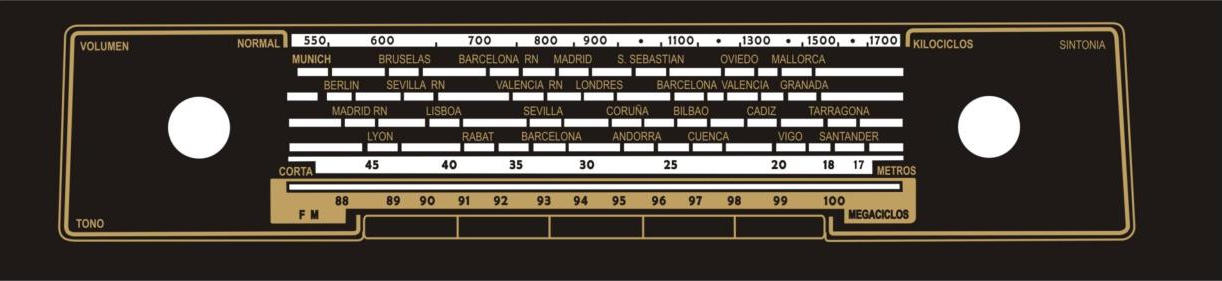 VOLUMEN NORMAL 550 600 700 800 900 • 1100 • 1300 • 1500 • 1700 KILOCICLOS SINTONIA
MUNICH BRUSELAS BARCELONA RN MADRID S. SEBASTIAN OVIEDO MALLORCA
BERLIN SEVILLA RN VALENCIA RN LONDRES BARCELONA VALENCIA GRANADA
MADRID RN LISBOA SEVILLA CORUÑA BILBAO CADIZ TARRAGONA
LYON RABAT BARCELONA ANDORRA CUENCA VIGO SANTANDER
CORTA 45 40 35 30 25 20 18 17 METROS
88 89 90 91 92 93 94 95 96 97 98 99 100
TONO F M MEGACICLOS